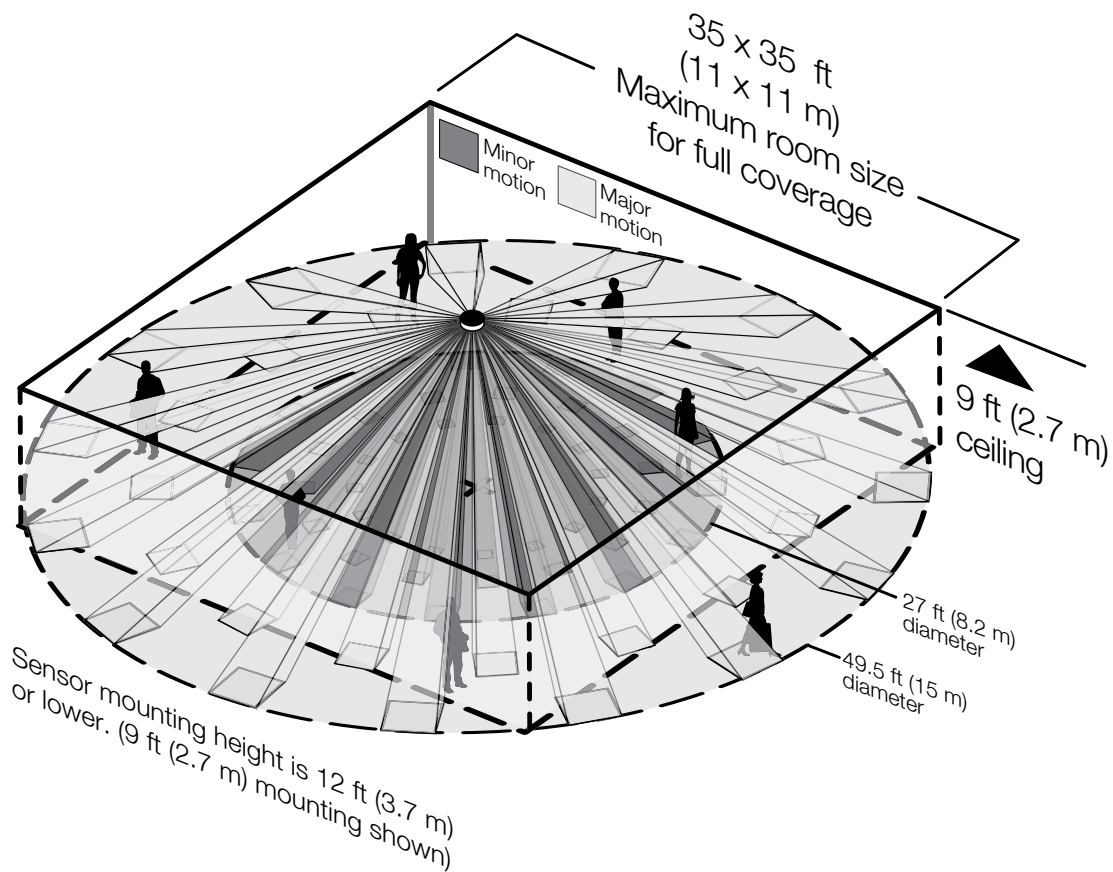 35 x 35 ft
(11 x 11 m)
Maximum room size
for full coverage
Minor
motion
Major
motion
9 ft (2.7 m)
ceiling
27 ft (8.2 m)
diameter
49.5 ft (15 m)
diameter
Sensor mounting height is 12 ft (3.7 m)
or lower. (9 ft (2.7 m) mounting shown)